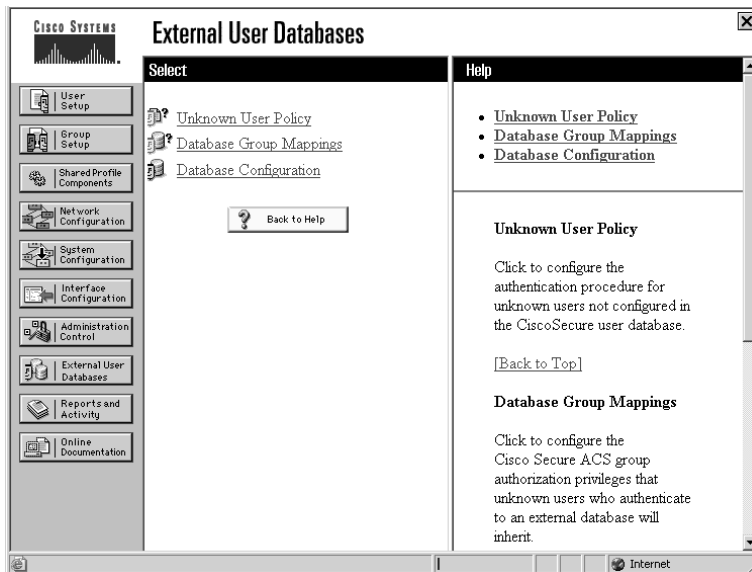 CISCO SYSTEMS
External User Databases
Select
Help
User
Setup
Group
Setup
Shared Profile
Components
Network
Configuration
System
Configuration
Interface
Configuration
Administration
Control
External User
Databases
Reports and
Activity
Online
Documentation
Unknown User Policy
Database Group Mappings
Database Configuration
Back to Help
Unknown User Policy
Database Group Mappings
Database Configuration
Unknown User Policy
Click to configure the
authentication procedure for
unknown users not configured in
the CiscoSecure user database.
[Back to Top]
Database Group Mappings
Click to configure the
Cisco Secure ACS group
authorization privileges that
unknown users who authenticate
to an external database will
inherit.
Internet